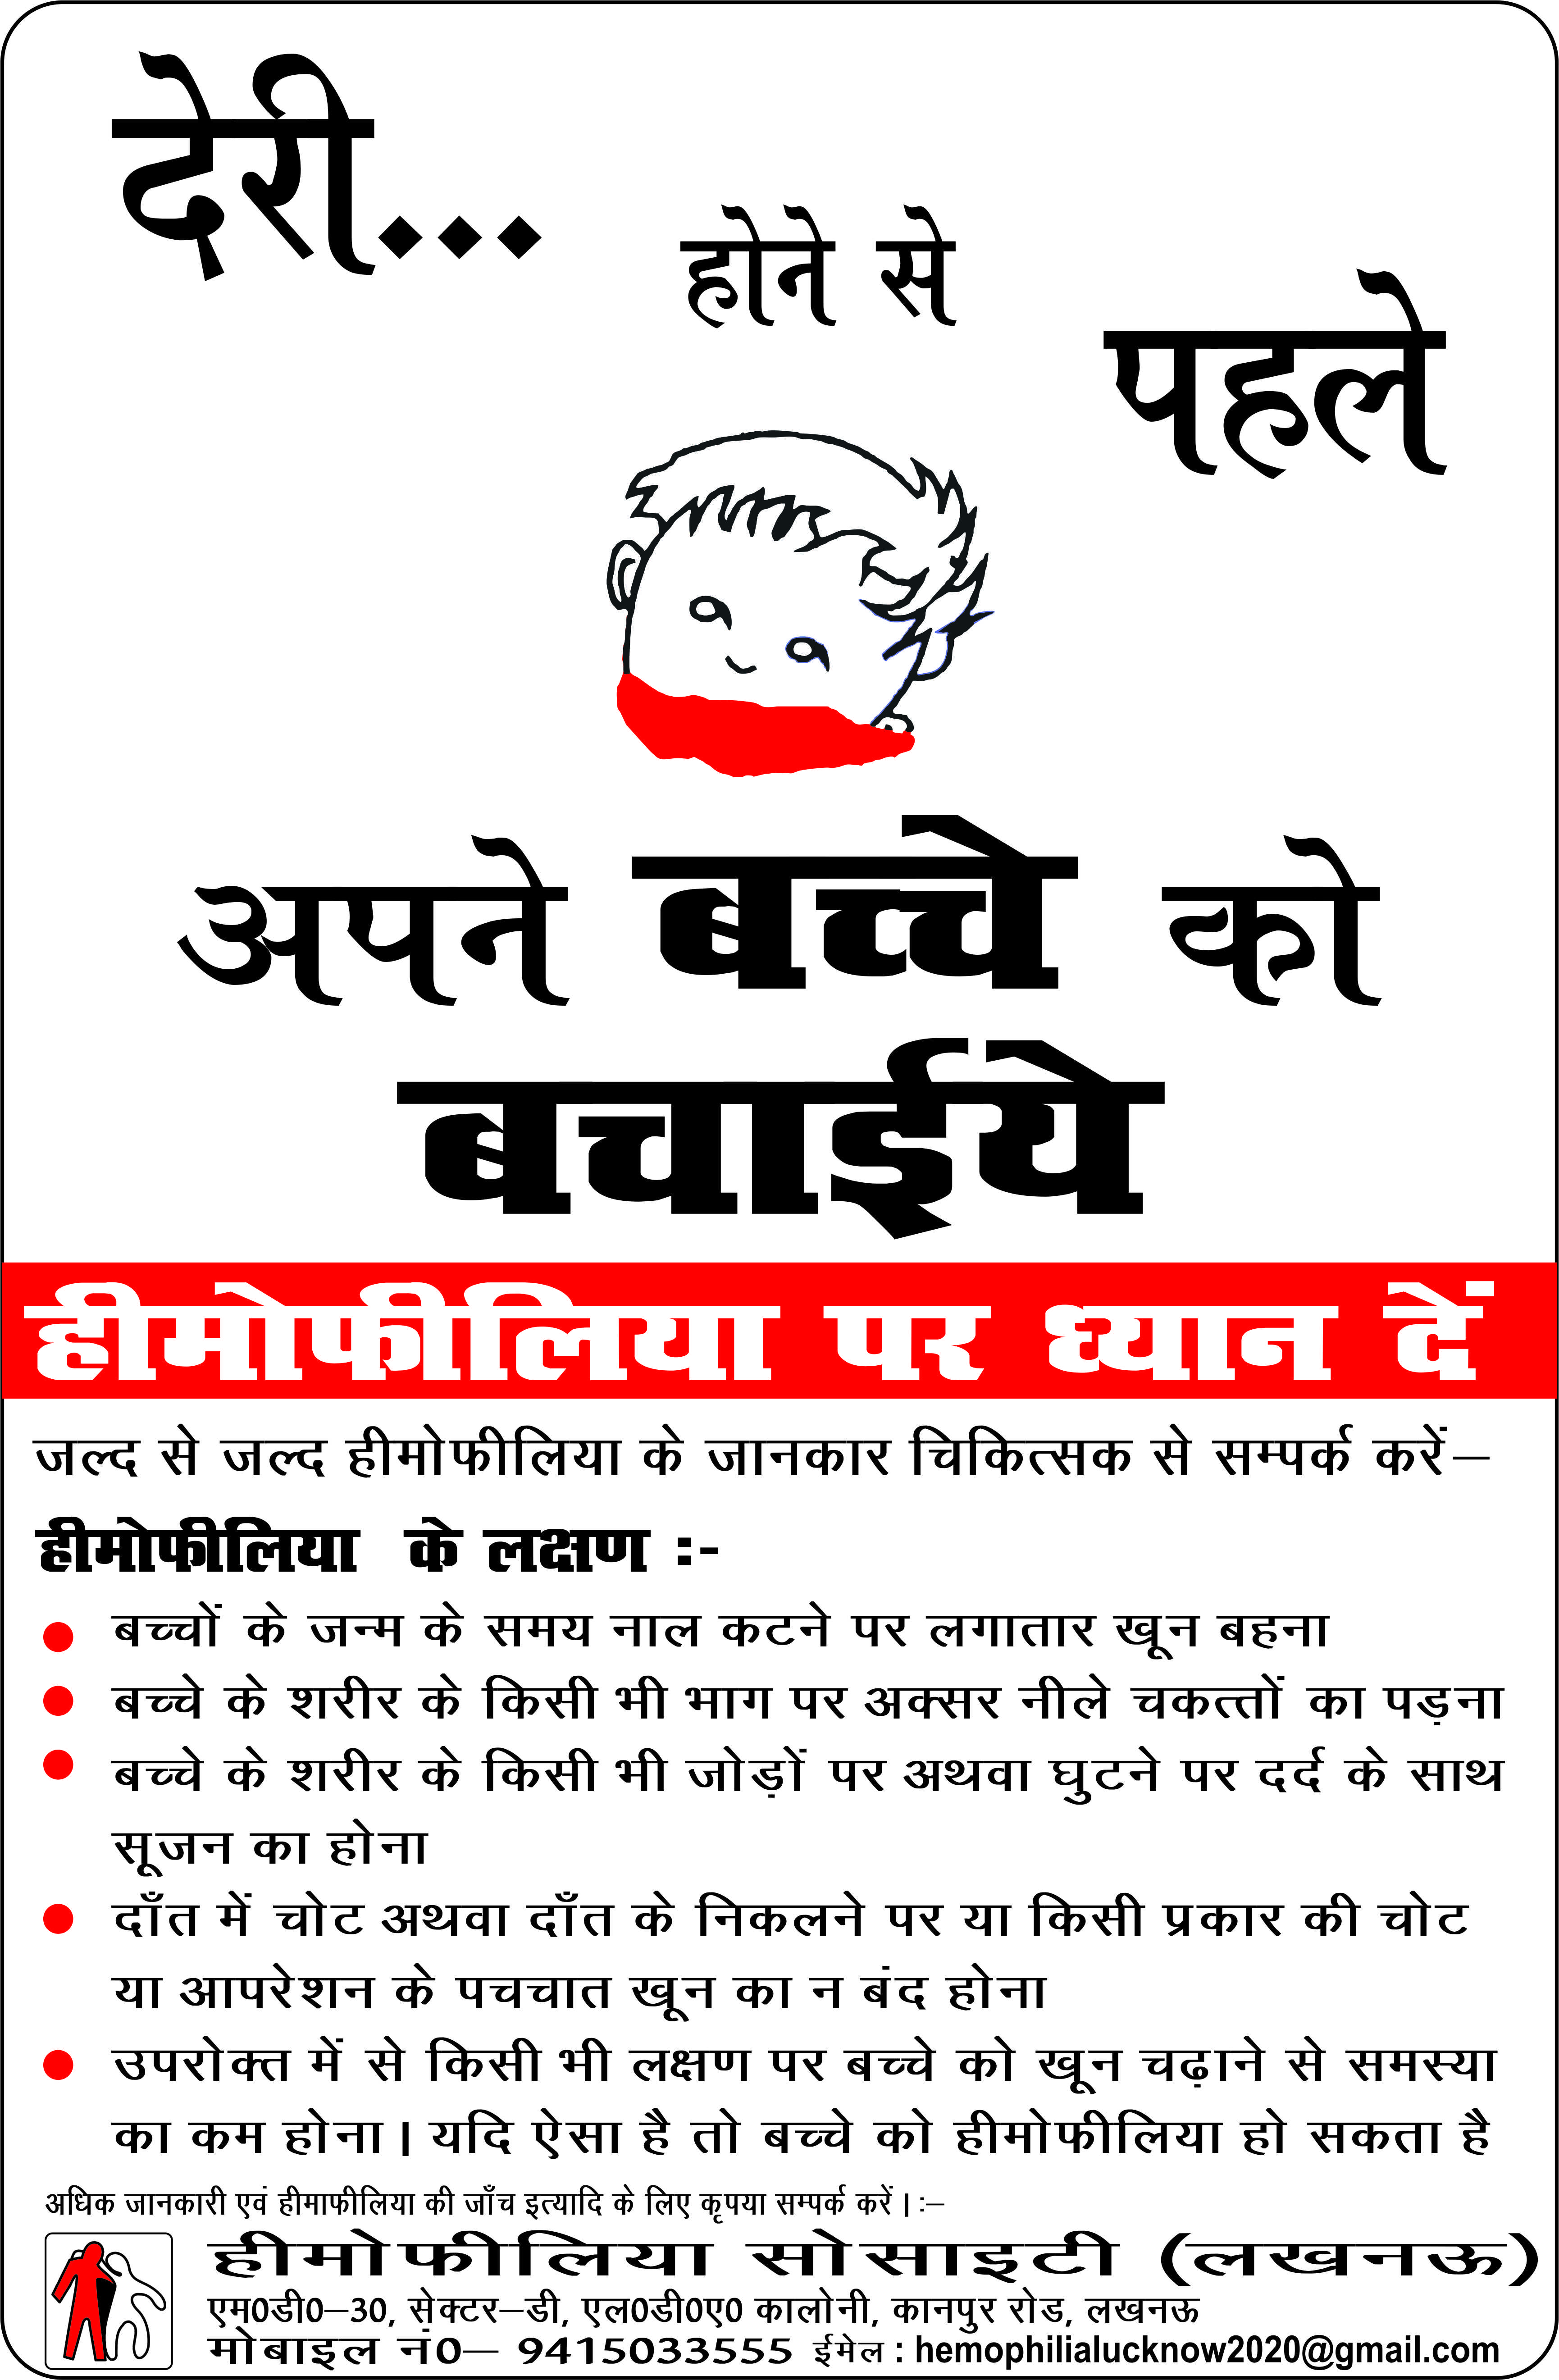 देरी...
होने से
पहले
अपने बच्चे को
बचाईये
हीमोफीलिया पर ध्यान दें
जल्द से जल्द हीमोफीलिया के जानकार चिकित्सक से सम्पर्क करें–
हीमोफीलिया के लक्षण :-
● बच्चों के जन्म के समय नाल कटने पर लगातार खून बहना
● बच्चे के शरीर के किसी भी भाग पर अक्सर नीले चकत्तों का पड़ना
● बच्चे के शरीर के किसी भी जोड़ों पर अथवा घुटने पर दर्द के साथ
सूजन का होना
● दाँत में चोट अथवा दाँत के निकलने पर या किसी प्रकार की चोट
या आपरेशन के पचचात खून का न बंद होना
● उपरोक्त में से किसी भी लक्षण पर बच्चे को खून चढ़ाने से समस्या
का कम होना। यदि ऐसा है तो बच्चे को हीमोफीलिया हो सकता है
अधिक जानकारी एवं हीमाफीलिया की जाँच इत्यादि के लिए कृपया सम्पर्क करें। :–
हीमोफीलिया सोसाइटी (लखनऊ)
एम0डी0–30, सेक्टर–डी, एल0डी0ए0 कालोनी, कानपुर रोड, लखनऊ
मोबाइल नं0– 9415033555 ईमेल : hemophilialucknow2020@gmail.com